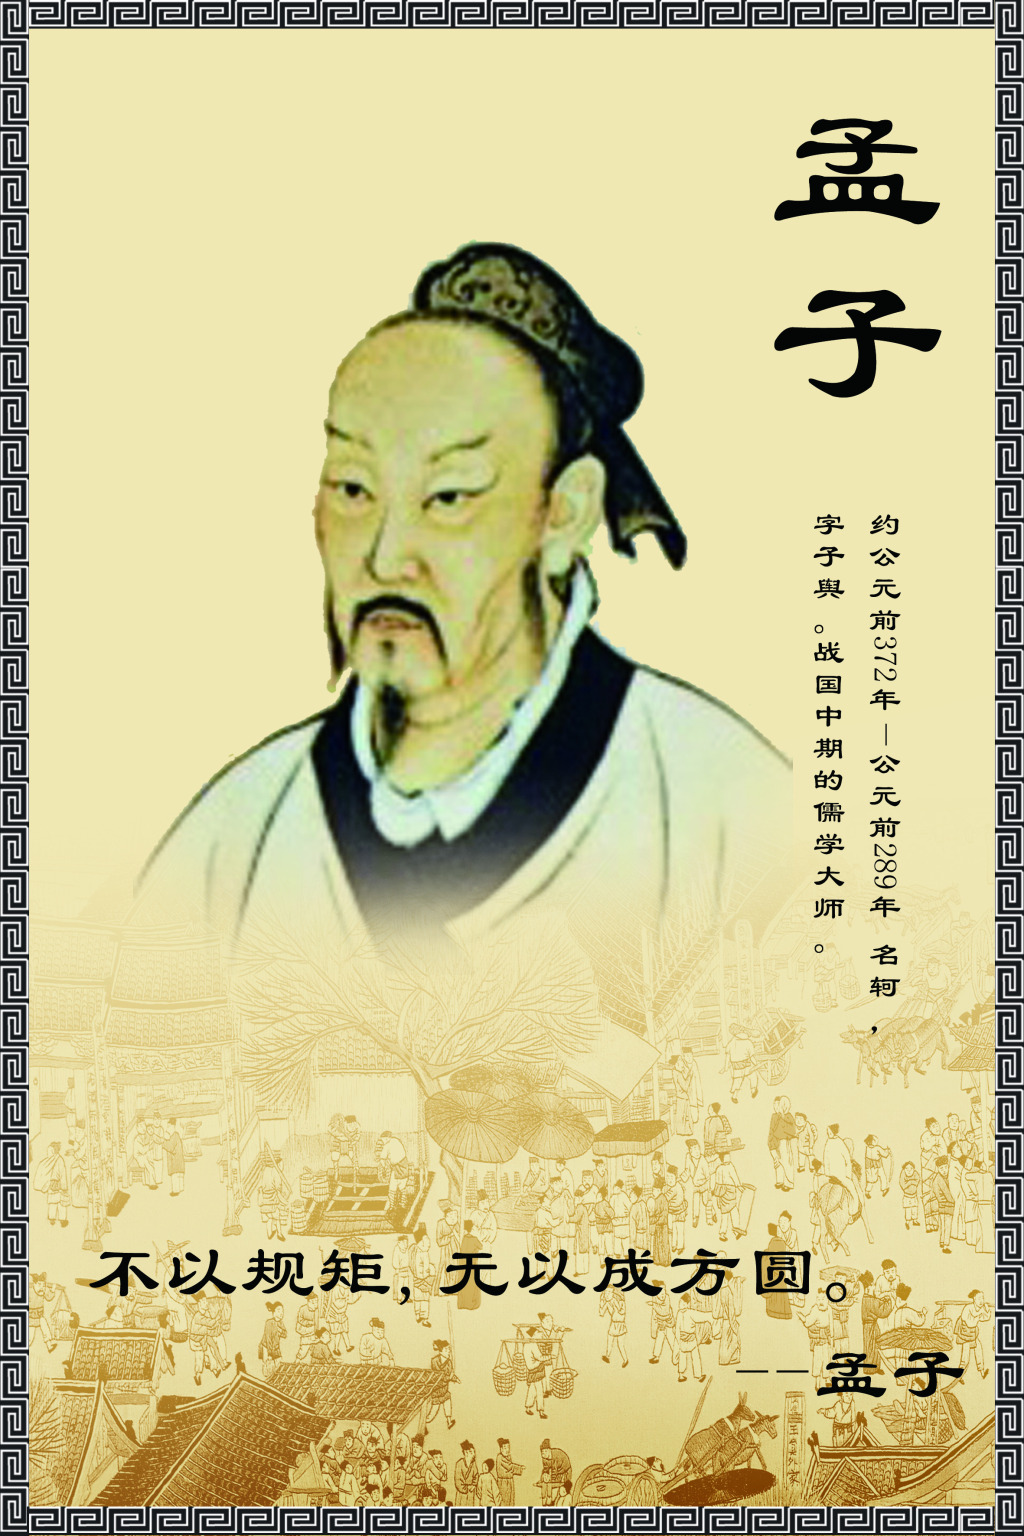 孟子
约公元前372年—公元前289年 名轲,
字子舆。战国中期的儒学大师。
不以规矩,无以成方圆。
——孟子